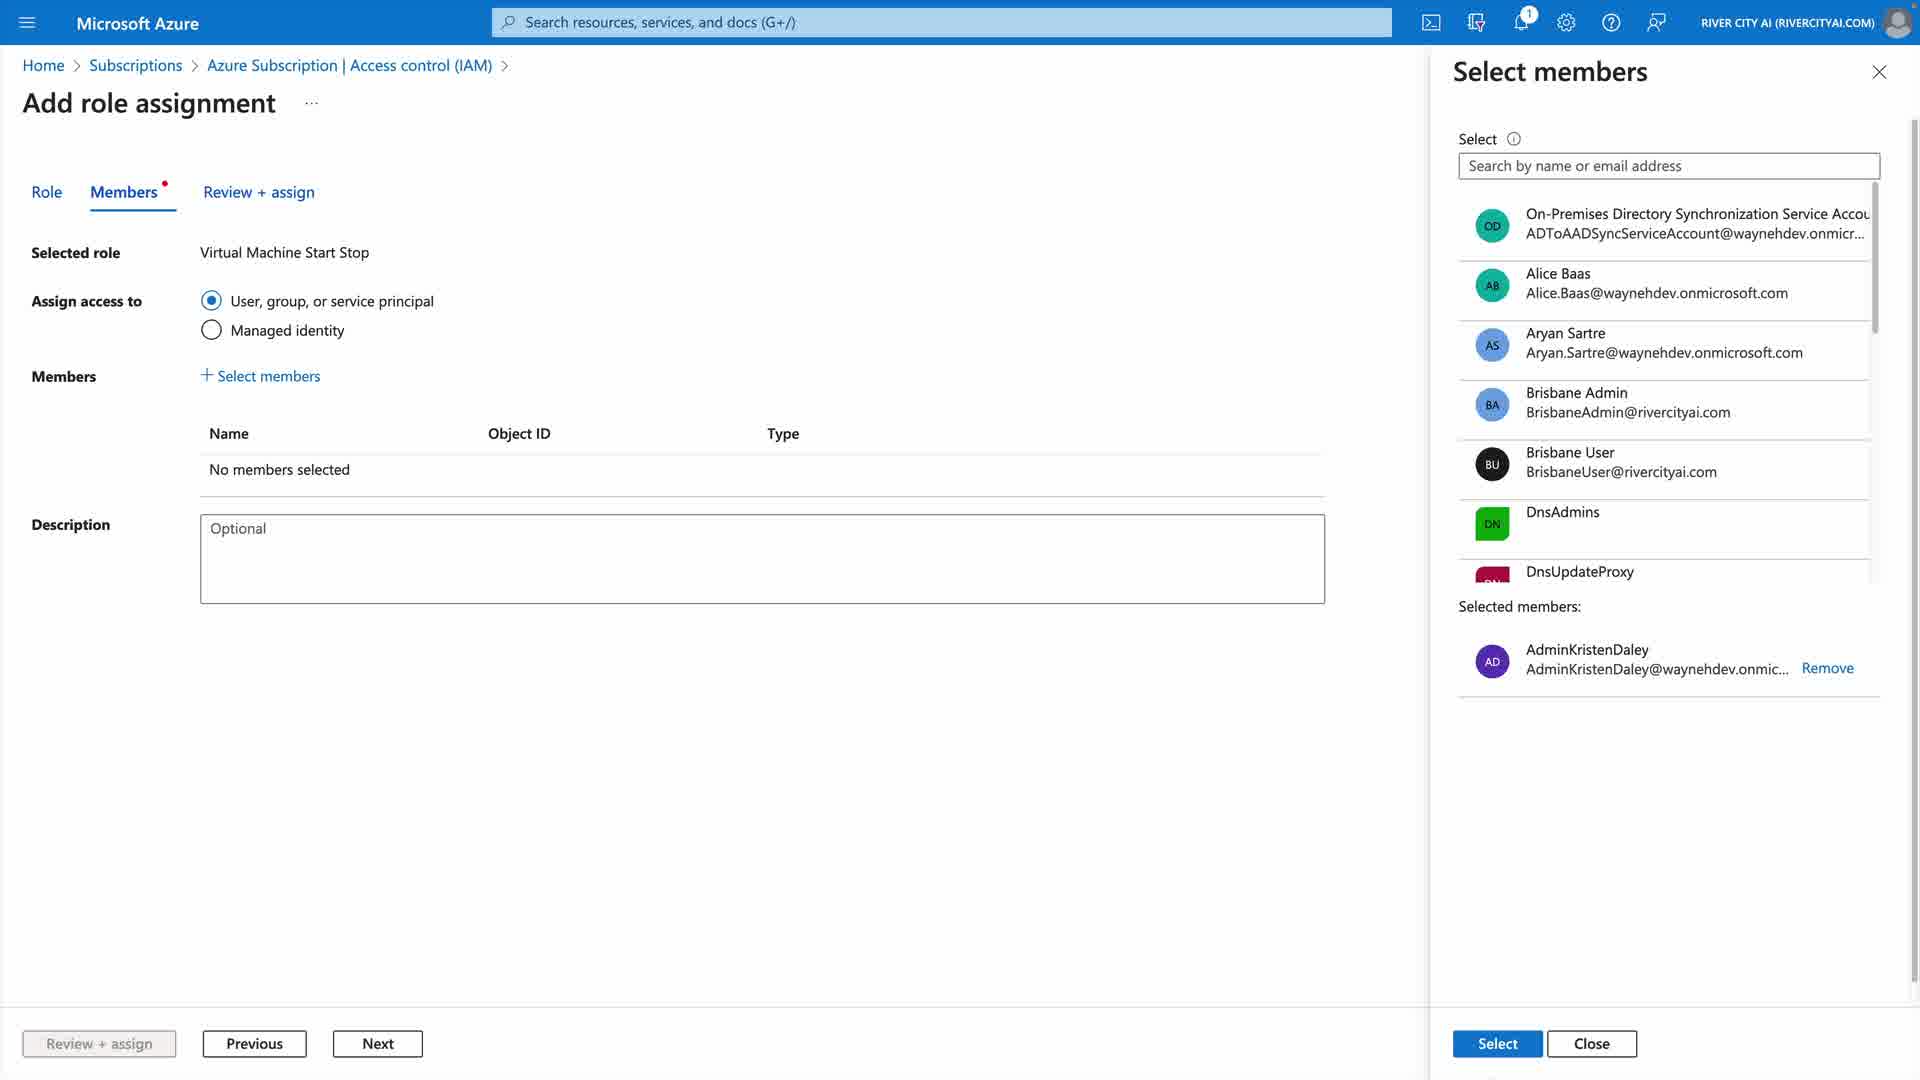 Microsoft Azure
Search resources, services, and docs (G+/)
1
RIVER CITY AI (RIVERCITYAI.COM)
Home > Subscriptions > Azure Subscription | Access control (IAM) >
Add role assignment ...
Role
Members
Review + assign
Selected role
Virtual Machine Start Stop
Assign access to
User, group, or service principal
Managed identity
Members
+ Select members
Name
Object ID
Type
No members selected
Description
Optional
Review + assign
Previous
Next
Select members
Select
Search by name or email address
OD
On-Premises Directory Synchronization Service Accou
ADToAADSyncServiceAccount@waynehdev.onmicr...
AB
Alice Baas
Alice.Baas@waynehdev.onmicrosoft.com
AS
Aryan Sartre
Aryan.Sartre@waynehdev.onmicrosoft.com
BA
Brisbane Admin
BrisbaneAdmin@rivercityai.com
BU
Brisbane User
BrisbaneUser@rivercityai.com
DN
DnsAdmins
DnsUpdateProxy
Selected members:
AD
AdminKristenDaley
AdminKristenDaley@waynehdev.onmic...
Remove
Select
Close